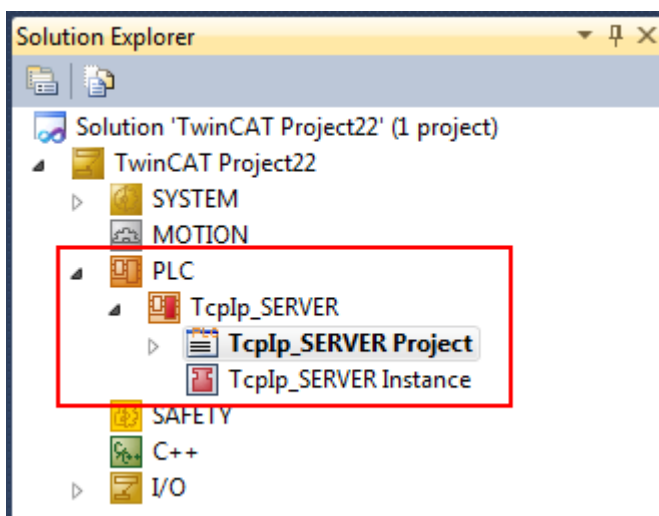 Solution Explorer
Solution 'TwinCAT Project22' (1 project)
TwinCAT Project22
SYSTEM
MOTION
PLC
TcpIp_SERVER
TcpIp_SERVER Project
TcpIp_SERVER Instance
SAFETY
C++
I/O